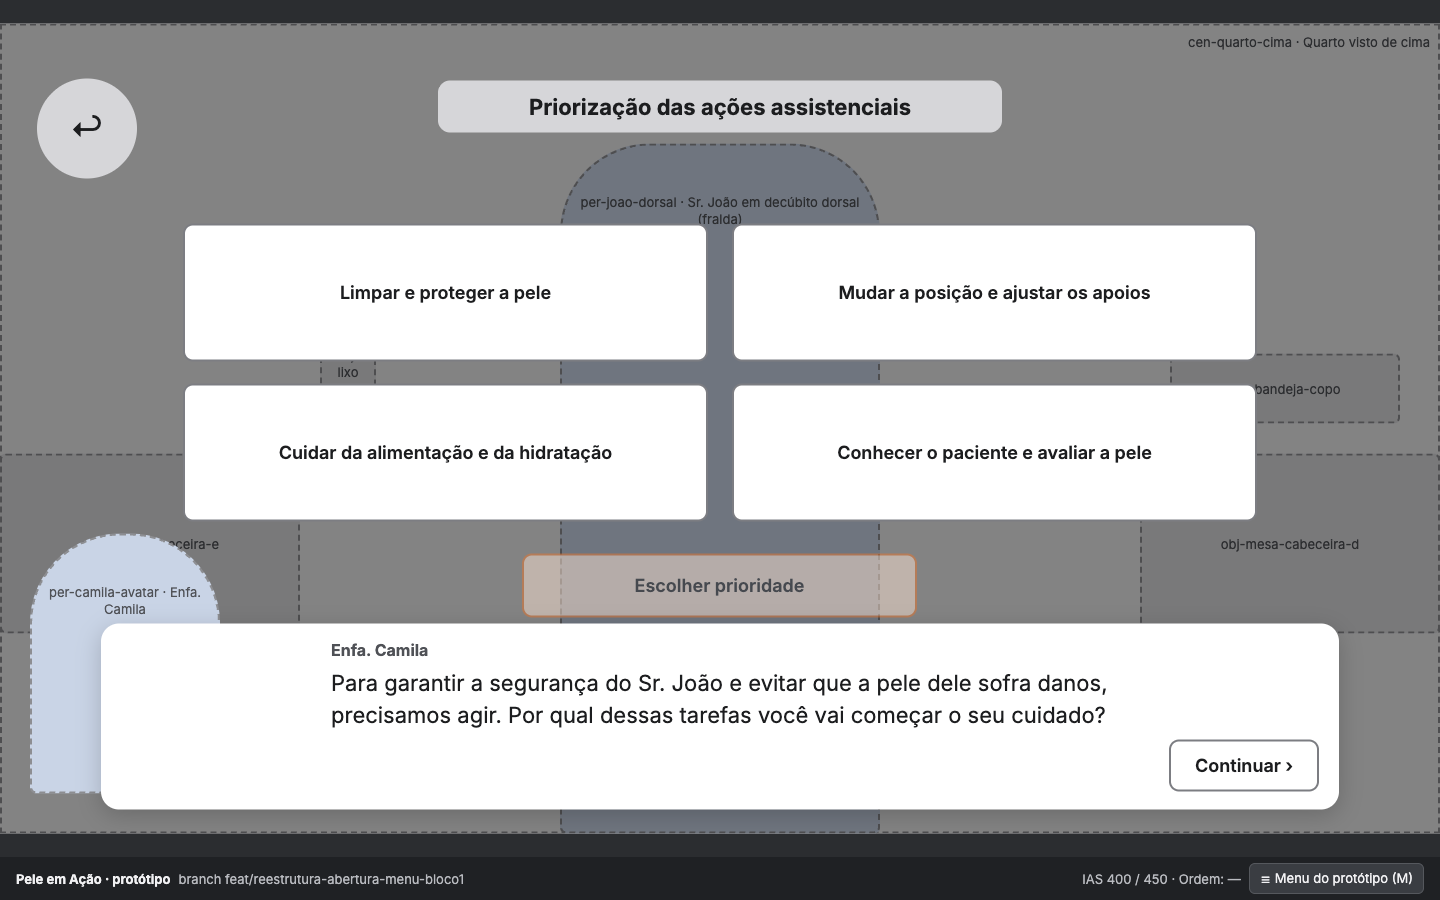 cen-quarto-cima · Quarto visto de cima
Priorização das ações assistenciais
per-joao-dorsal · Sr. João em decúbito dorsal
(fralda)
Limpar e proteger a pele
Mudar a posição e ajustar os apoios
lixo
bandeja-copo
Cuidar da alimentação e da hidratação
Conhecer o paciente e avaliar a pele
ceira-e
obj-mesa-cabeceira-d
per-camila-avatar · Enfa.
Camila
Escolher prioridade
Enfa. Camila
Para garantir a segurança do Sr. João e evitar que a pele dele sofra danos,
precisamos agir. Por qual dessas tarefas você vai começar o seu cuidado?
Continuar ›
Pele em Ação · protótipo branch feat/reestrutura-abertura-menu-bloco1
IAS 400 / 450 · Ordem: — ≡ Menu do protótipo (M)